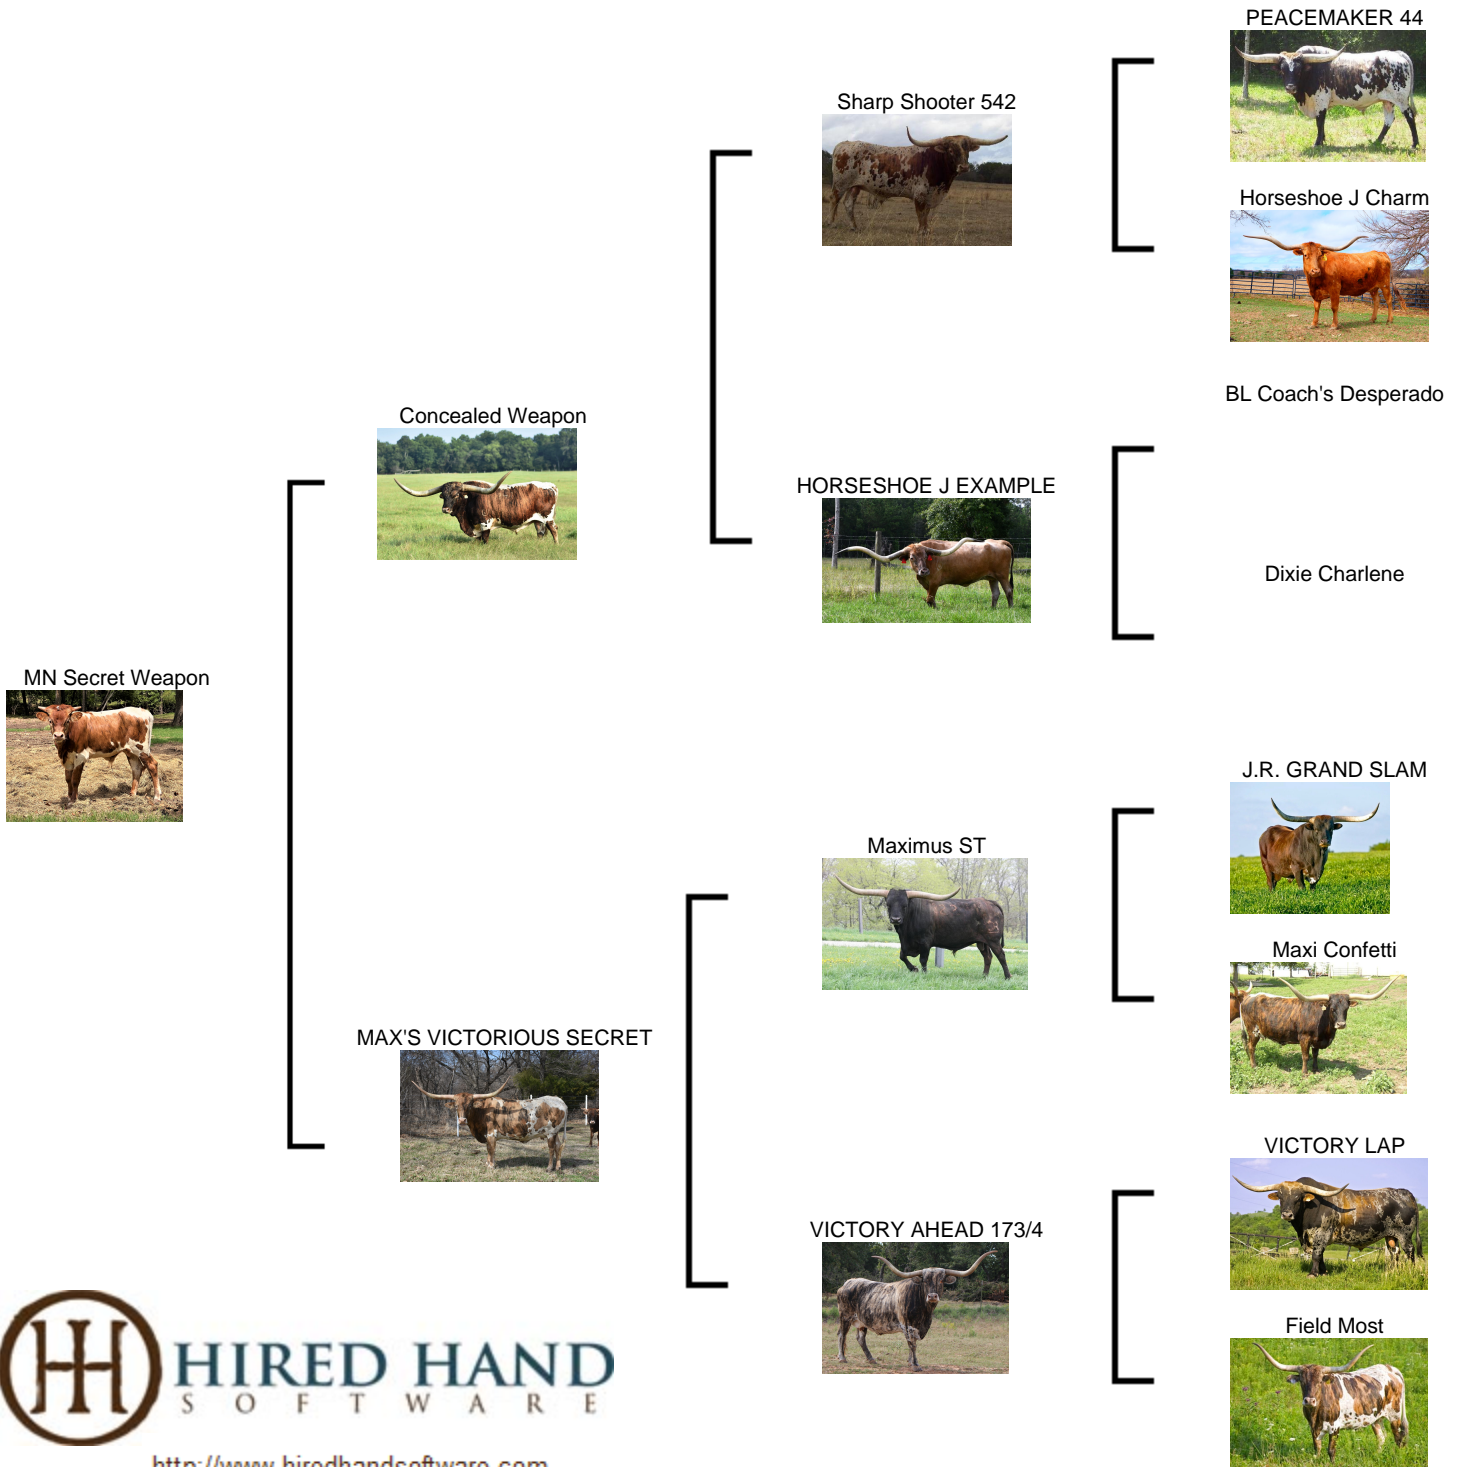 PEACEMAKER 44
Sharp Shooter 542
Horseshoe J Charm
BL Coach's Desperado
Concealed Weapon
HORSESHOE J EXAMPLE
Dixie Charlene
MN Secret Weapon
J.R. GRAND SLAM
Maximus ST
Maxi Confetti
MAX'S VICTORIOUS SECRET
VICTORY LAP
VICTORY AHEAD 173/4
Field Most
HIRED HAND
SOFTWARE
http://www.hiredhandsoftware.com